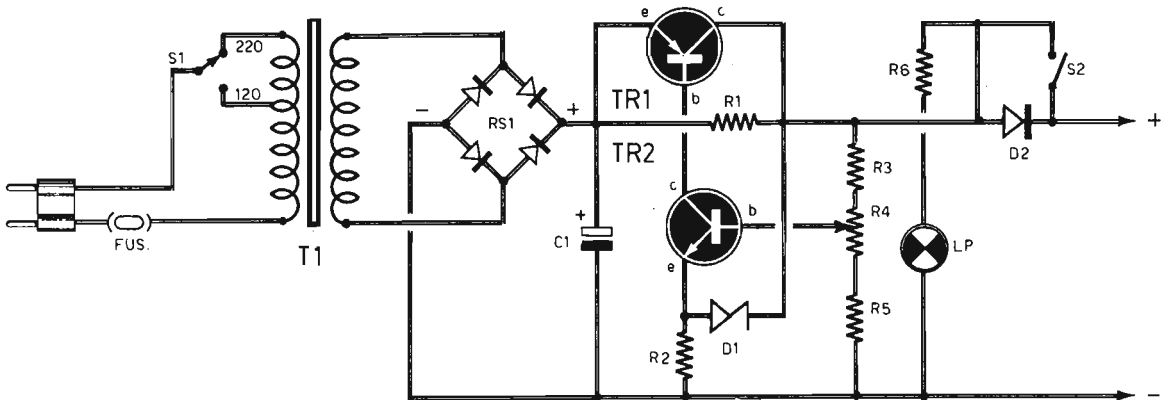 S1
220
120
FUS.
T1
-
RS1
+
+
C1
e
c
b
TR1
R1
TR2
c
b
e
R2
D1
R3
R4
R5
R6
LP
S2
D2
+
-